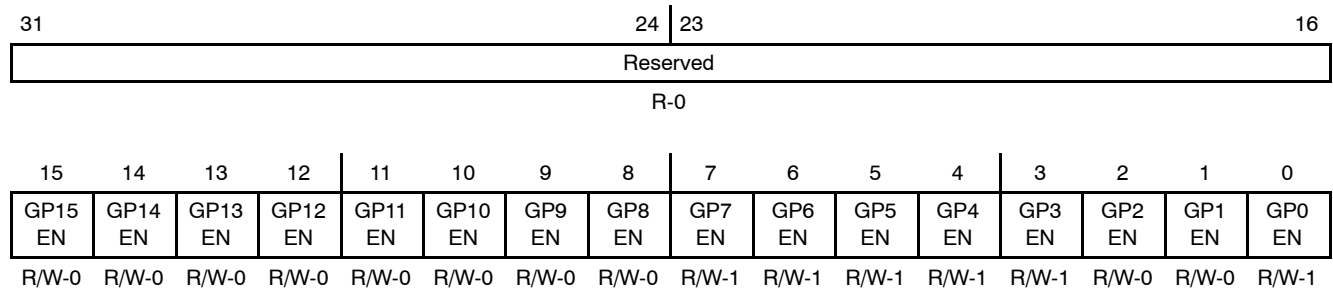 31 24 23 16
Reserved
R-0
15 14 13 12 11 10 9 8 7 6 5 4 3 2 1 0
GP15 GP14 GP13 GP12 GP11 GP10 GP9 GP8 GP7 GP6 GP5 GP4 GP3 GP2 GP1 GP0
EN EN EN EN EN EN EN EN EN EN EN EN EN EN EN EN
R/W-0 R/W-0 R/W-0 R/W-0 R/W-0 R/W-0 R/W-0 R/W-0 R/W-1 R/W-1 R/W-1 R/W-1 R/W-1 R/W-0 R/W-0 R/W-1